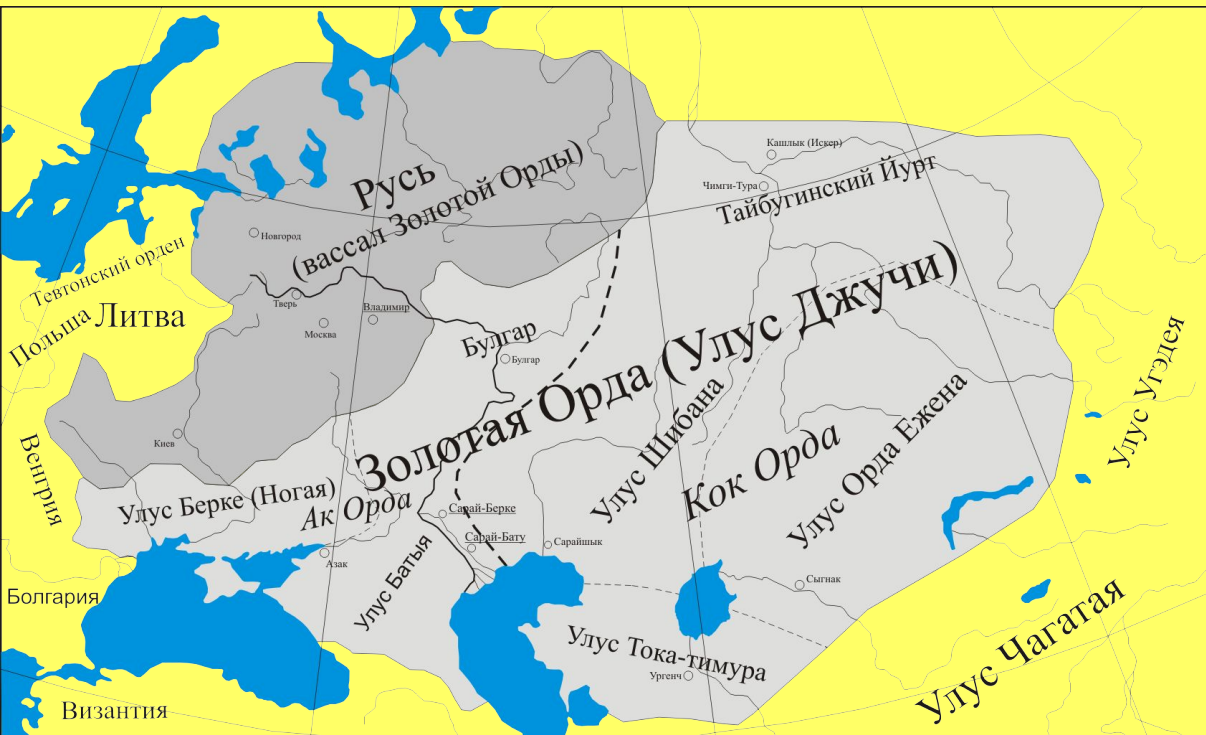 Кашлык (Искер)
Чимги-Тура
Тайбугинский Йурт
Русь
(вассал Золотой Орды)
Новгород
Тевтонский орден
Польша
Литва
Тверь
Владимир
Москва
Булгар
Булгар
Золотая Орда (Улус Джучи)
Улус Угэдея
Киев
Венгрия
Улус Шибана
Кок Орда
Улус Орда Ежена
Улус Берке (Ногая)
Ак Орда
Сарай-Берке
Сарай-Бату
Сарайшык
Азак
Улус Батыя
Сыгнак
Болгария
Улус Тока-тимура
Ургенч
Улус Чагатая
Византия